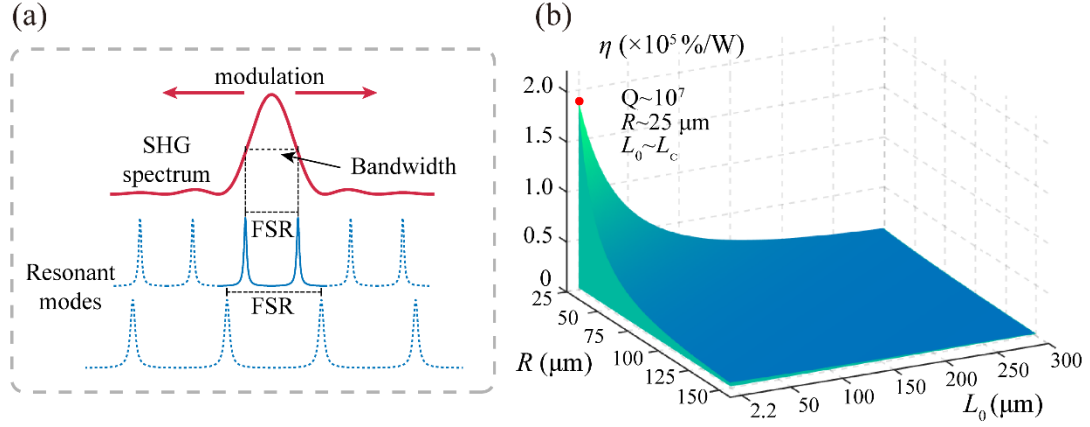 (a)
modulation
SHG
spectrum
Bandwidth
FSR
Resonant
modes
FSR
(b)
η (×10⁵ %/W)
2.0
1.5
1.0
0.5
0
Q~10⁷
R~25 μm
L₀~L꜀
25
50
75
100
125
150
R (μm)
2.2
50
100
150
200
250
300
L₀ (μm)